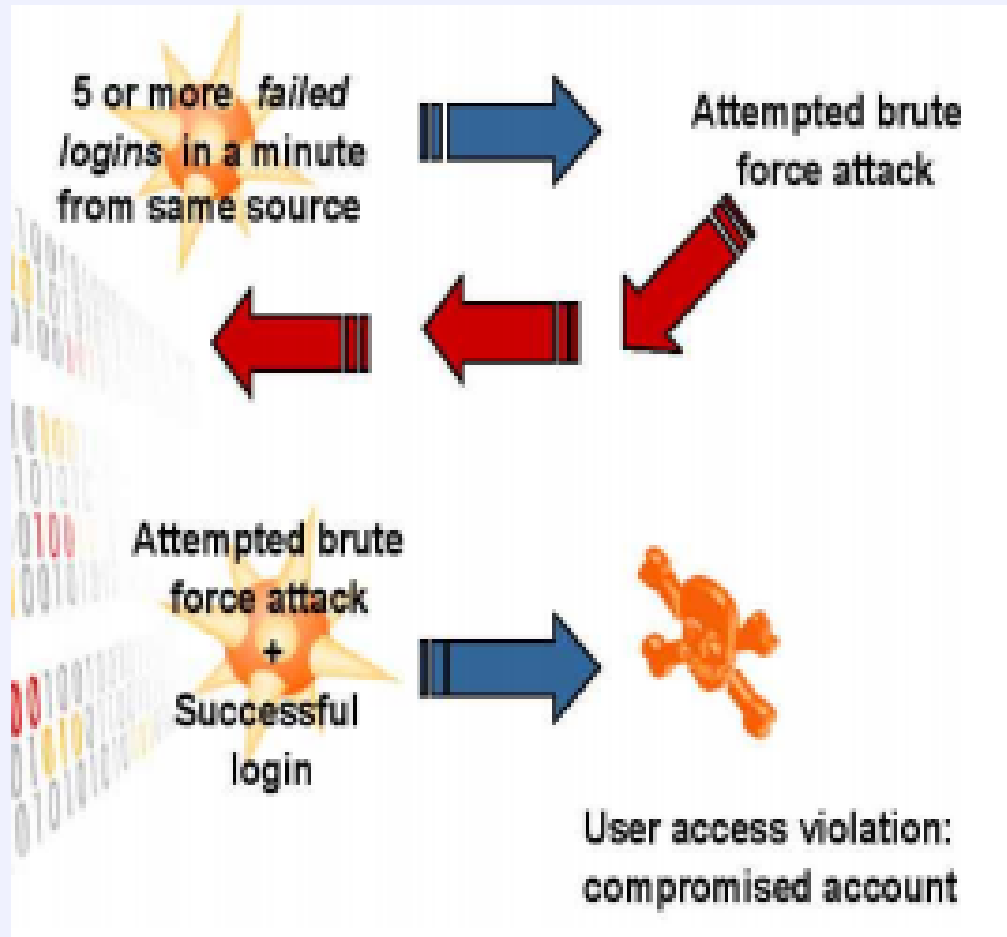 5 or more failed
logins in a minute
from same source
Attempted brute
force attack
Attempted brute
force attack
+
Successful
login
User access violation:
compromised account